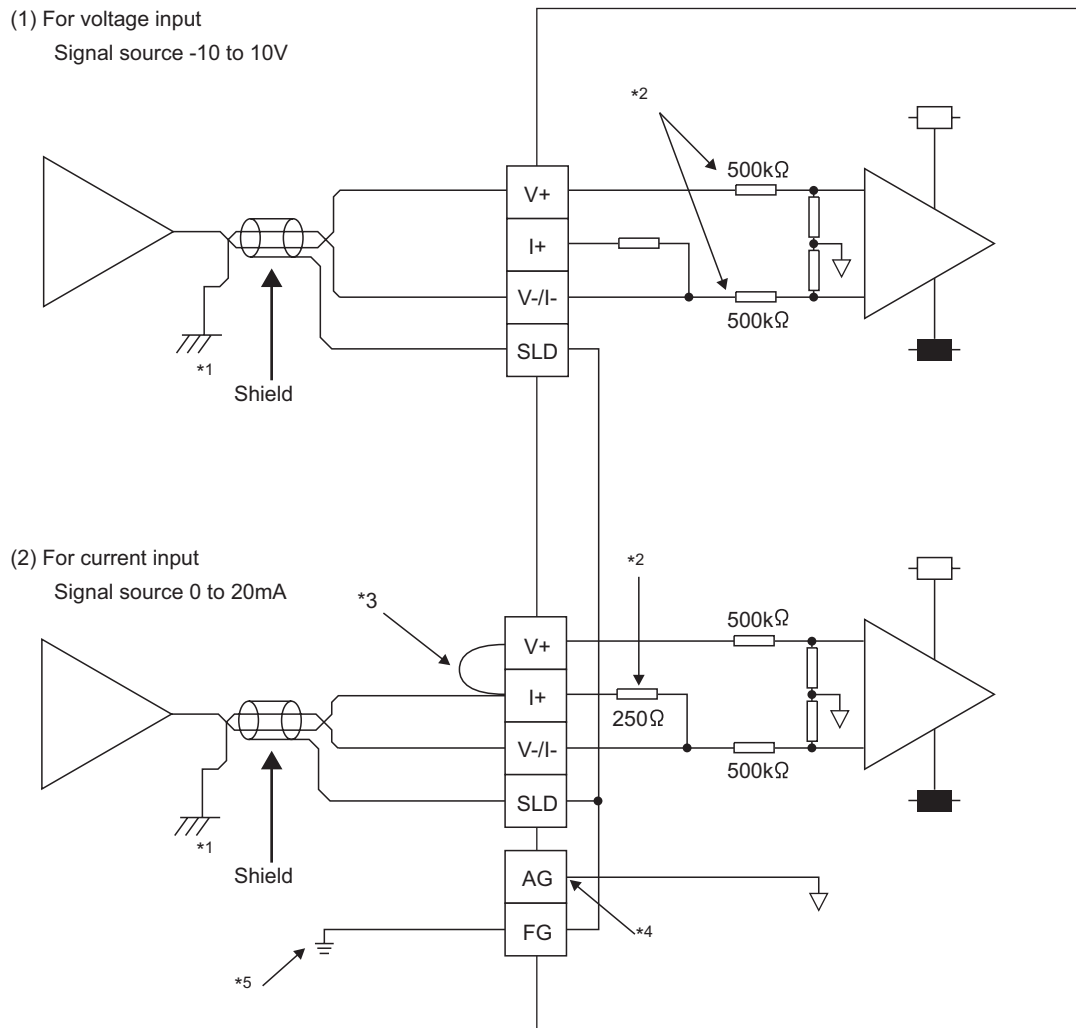 (1) For voltage input
Signal source -10 to 10V
*2
500kΩ
V+
I+
V-/I-
500kΩ
SLD
*1
Shield
(2) For current input
Signal source 0 to 20mA
*2
*3
500kΩ
V+
I+
250Ω
V-/I-
500kΩ
SLD
*1
Shield
AG
*4
FG
*5